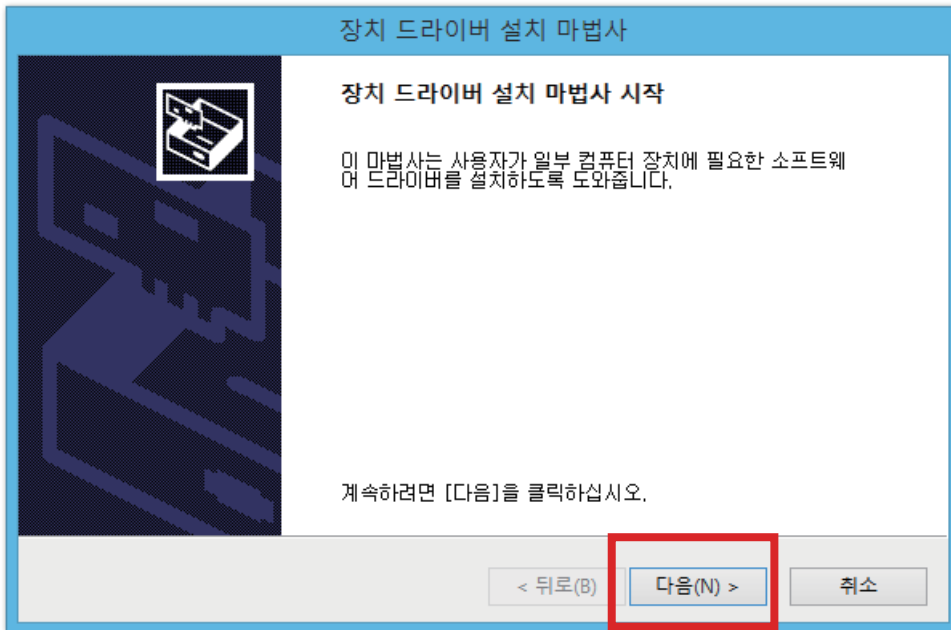 장치 드라이버 설치 마법사
장치 드라이버 설치 마법사 시작
이 마법사는 사용자가 일부 컴퓨터 장치에 필요한 소프트웨
어 드라이버를 설치하도록 도와줍니다.
계속하려면 [다음]을 클릭하십시오.
< 뒤로(B) 다음(N) > 취소